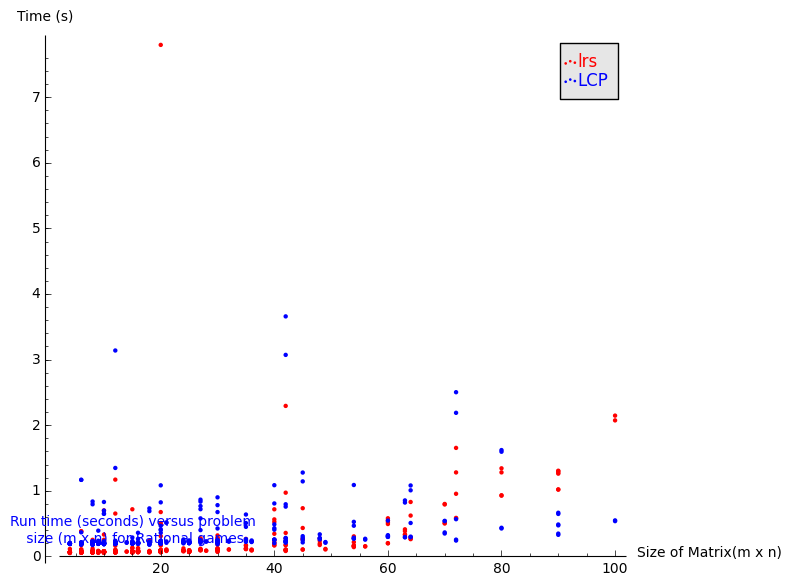 Time (s)
lrs
LCP
7
6
5
4
3
2
1
Run time (seconds) versus problem
size (m x n) for Rational games
0
20
40
60
80
100
Size of Matrix(m x n)